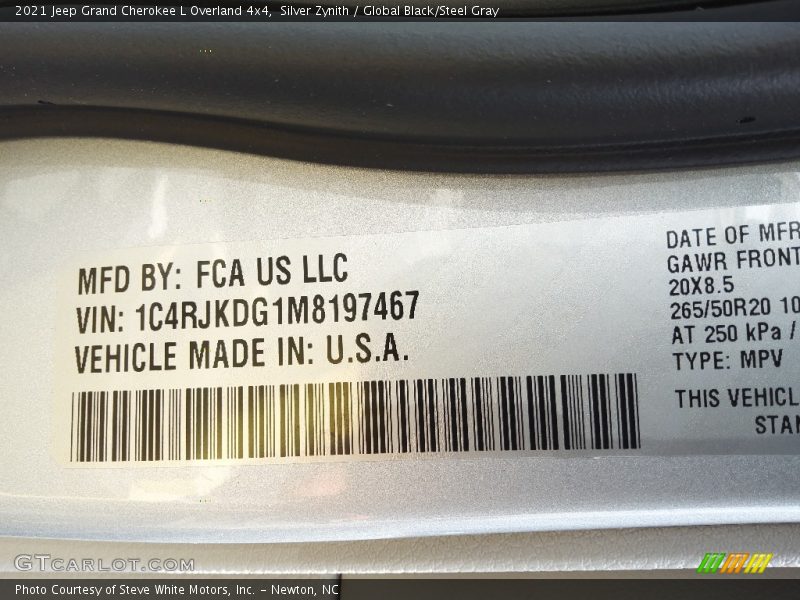 2021 Jeep Grand Cherokee L Overland 4x4,  Silver Zynith / Global Black/Steel Gray
MFD BY: FCA US LLC
VIN: 1C4RJKDG1M8197467
VEHICLE MADE IN: U.S.A.
DATE OF MFR
GAWR FRONT
20X8.5
265/50R20 10
AT 250 kPa /
TYPE: MPV
THIS VEHICL
STAN
GTCARLOT.COM
Photo Courtesy of Steve White Motors, Inc. – Newton, NC